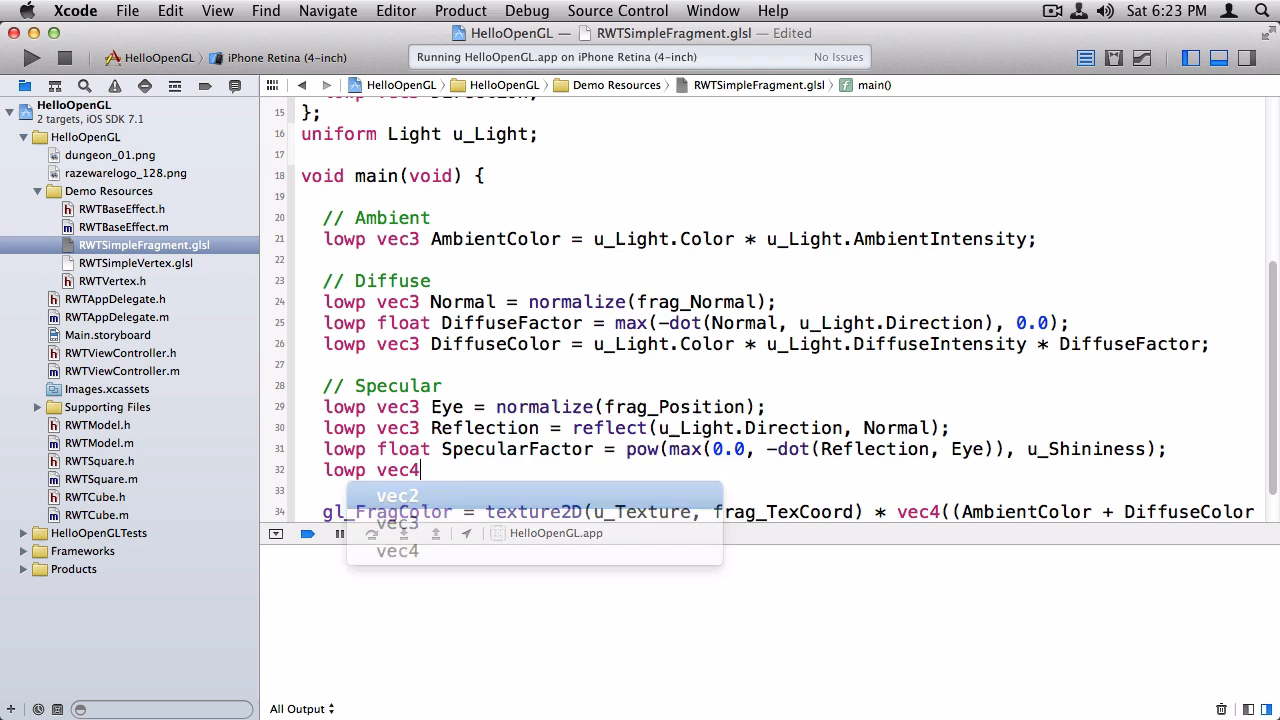 Xcode File Edit View Find Navigate Editor Product Debug Source Control Window Help Sat 6:23 PM
HelloOpenGL — RWTSimpleFragment.glsl — Edited
HelloOpenGL iPhone Retina (4-inch) Running HelloOpenGL.app on iPhone Retina (4-inch) No Issues
HelloOpenGL HelloOpenGL Demo Resources RWTSimpleFragment.glsl main()
HelloOpenGL
2 targets, iOS SDK 7.1
HelloOpenGL
dungeon_01.png
razewarelogo_128.png
Demo Resources
RWTBaseEffect.h
RWTBaseEffect.m
RWTSimpleFragment.glsl
RWTSimpleVertex.glsl
RWTVertex.h
RWTAppDelegate.h
RWTAppDelegate.m
Main.storyboard
RWTViewController.h
RWTViewController.m
Images.xcassets
Supporting Files
RWTModel.h
RWTModel.m
RWTSquare.h
RWTSquare.m
RWTCube.h
RWTCube.m
HelloOpenGLTests
Frameworks
Products
lowp vec3 Direction;
15 };
16 uniform Light u_Light;
17
18 void main(void) {
19
20 // Ambient
21 lowp vec3 AmbientColor = u_Light.Color * u_Light.AmbientIntensity;
22
23 // Diffuse
24 lowp vec3 Normal = normalize(frag_Normal);
25 lowp float DiffuseFactor = max(-dot(Normal, u_Light.Direction), 0.0);
26 lowp vec3 DiffuseColor = u_Light.Color * u_Light.DiffuseIntensity * DiffuseFactor;
27
28 // Specular
29 lowp vec3 Eye = normalize(frag_Position);
30 lowp vec3 Reflection = reflect(u_Light.Direction, Normal);
31 lowp float SpecularFactor = pow(max(0.0, -dot(Reflection, Eye)), u_Shininess);
32 lowp vec4
33
34 gl_FragColor = texture2D(u_Texture, frag_TexCoord) * vec4((AmbientColor + DiffuseColor
vec2
vec3
vec4
HelloOpenGL.app
All Output